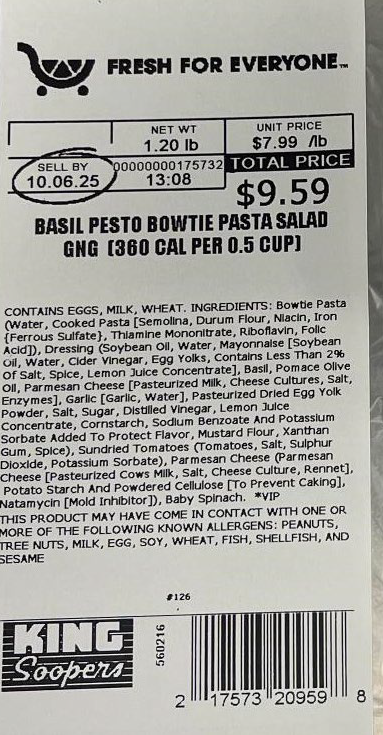 FRESH FOR EVERYONE™
NET WT
1.20 lb
UNIT PRICE
$7.99 /lb
SELL BY
10.06.25
00000000175732
13:08
TOTAL PRICE
$9.59
BASIL PESTO BOWTIE PASTA SALAD
GNG (360 CAL PER 0.5 CUP)
CONTAINS EGGS, MILK, WHEAT. INGREDIENTS: Bowtie Pasta
(Water, Cooked Pasta [Semolina, Durum Flour, Niacin, Iron
{Ferrous Sulfate}, Thiamine Mononitrate, Riboflavin, Folic
Acid]), Dressing (Soybean Oil, Water, Mayonnaise [Soybean
Oil, Water, Cider Vinegar, Egg Yolks, Contains Less Than 2%
Of Salt, Spice, Lemon Juice Concentrate], Basil, Pomace Olive
Oil, Parmesan Cheese [Pasteurized Milk, Cheese Cultures, Salt,
Enzymes], Garlic [Garlic, Water], Pasteurized Dried Egg Yolk
Powder, Salt, Sugar, Distilled Vinegar, Lemon Juice
Concentrate, Cornstarch, Sodium Benzoate And Potassium
Sorbate Added To Protect Flavor, Mustard Flour, Xanthan
Gum, Spice), Sundried Tomatoes (Tomatoes, Salt, Sulphur
Dioxide, Potassium Sorbate), Parmesan Cheese (Parmesan
Cheese [Pasteurized Cows Milk, Salt, Cheese Culture, Rennet],
Potato Starch And Powdered Cellulose [To Prevent Caking],
Natamycin [Mold Inhibitor]), Baby Spinach. *VIP
THIS PRODUCT MAY HAVE COME IN CONTACT WITH ONE OR
MORE OF THE FOLLOWING KNOWN ALLERGENS: PEANUTS,
TREE NUTS, MILK, EGG, SOY, WHEAT, FISH, SHELLFISH, AND
SESAME
#126
KING
Soopers
560216
2 17573 20959 8